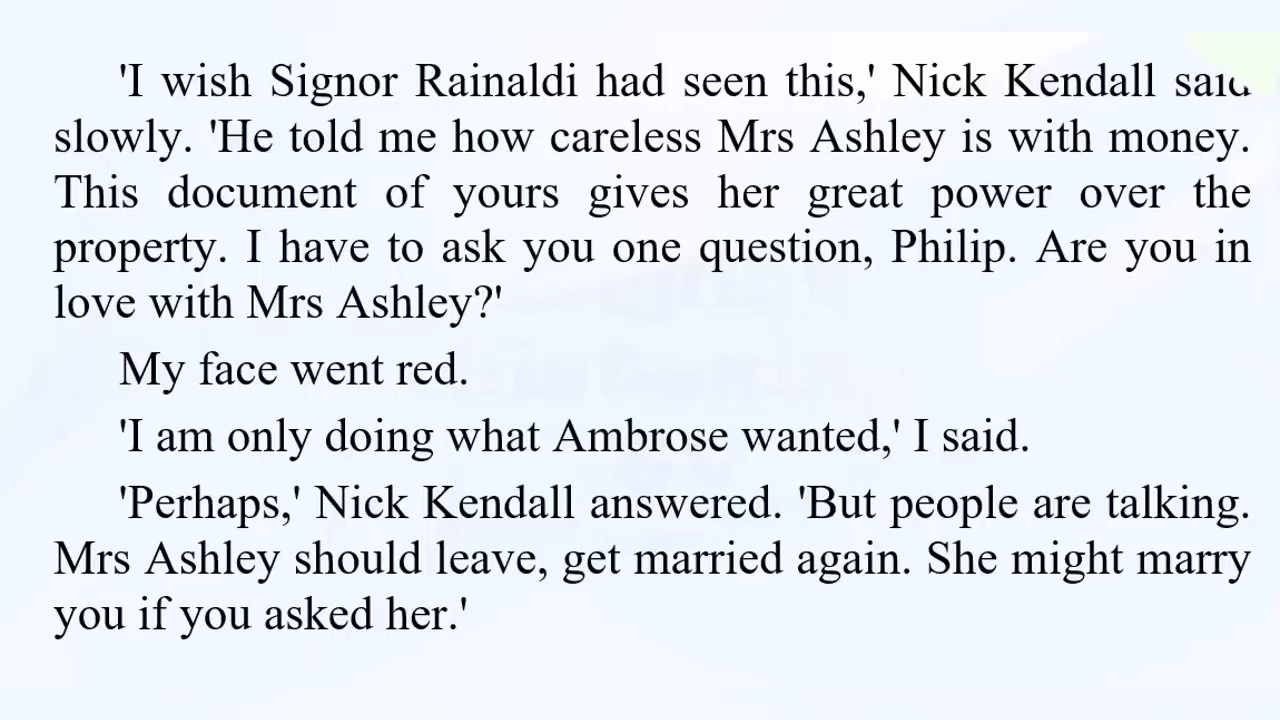 'I wish Signor Rainaldi had seen this,' Nick Kendall said
slowly. 'He told me how careless Mrs Ashley is with money.
This document of yours gives her great power over the
property. I have to ask you one question, Philip. Are you in
love with Mrs Ashley?'
My face went red.
'I am only doing what Ambrose wanted,' I said.
'Perhaps,' Nick Kendall answered. 'But people are talking.
Mrs Ashley should leave, get married again. She might marry
you if you asked her.'